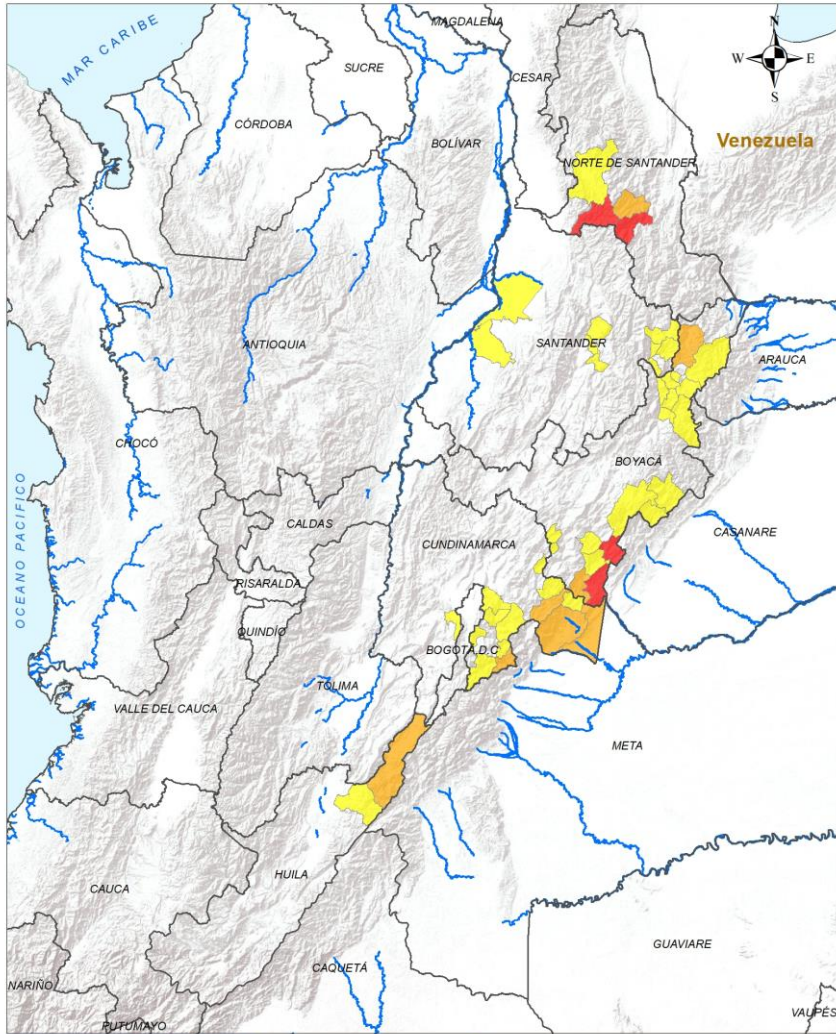 MAGDALENA
MAR CARIBE
SUCRE
CESAR
N
W
E
S
CÓRDOBA
BOLÍVAR
Venezuela
NORTE DE SANTANDER
ANTIOQUIA
SANTANDER
ARAUCA
CHOCÓ
BOYACÁ
OCEANO PACIFICO
CALDAS
CUNDINAMARCA
CASANARE
RISARALDA
QUINDÍO
BOGOTÁ, D.C
TOLIMA
VALLE DEL CAUCA
META
HUILA
CAUCA
GUAVIARE
CAQUETÁ
NARIÑO
VAUPÉS
PUTUMAYO